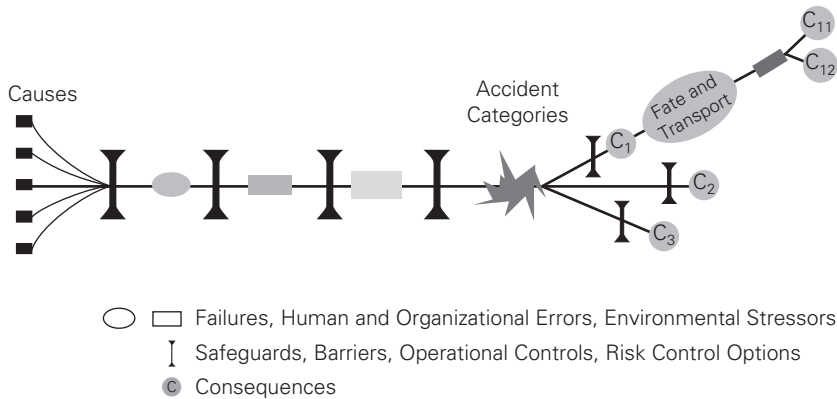 Causes
Accident
Categories
C11
C12
Fate and
Transport
C1
C2
C3
Failures, Human and Organizational Errors, Environmental Stressors
Safeguards, Barriers, Operational Controls, Risk Control Options
C Consequences